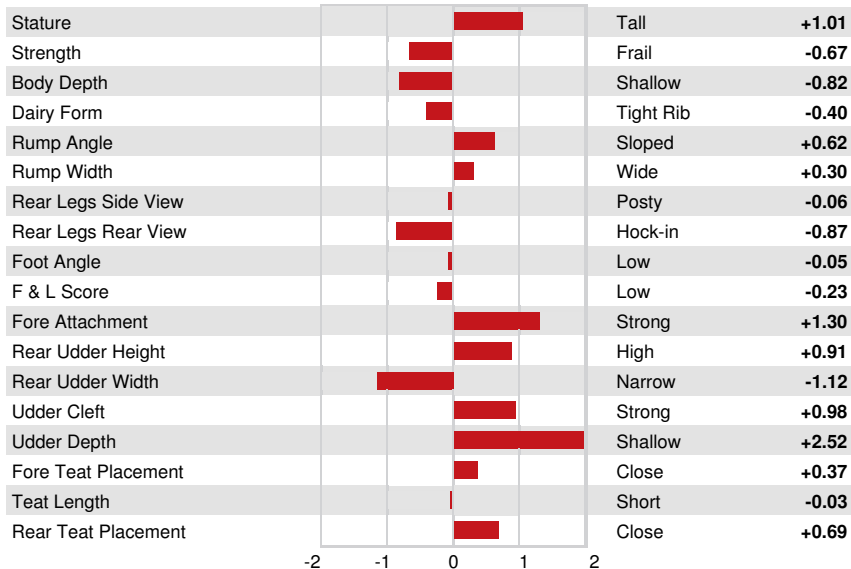 Stature Tall +1.01
Strength Frail -0.67
Body Depth Shallow -0.82
Dairy Form Tight Rib -0.40
Rump Angle Sloped +0.62
Rump Width Wide +0.30
Rear Legs Side View Posty -0.06
Rear Legs Rear View Hock-in -0.87
Foot Angle Low -0.05
F & L Score Low -0.23
Fore Attachment Strong +1.30
Rear Udder Height High +0.91
Rear Udder Width Narrow -1.12
Udder Cleft Strong +0.98
Udder Depth Shallow +2.52
Fore Teat Placement Close +0.37
Teat Length Short -0.03
Rear Teat Placement Close +0.69
-2 -1 0 1 2